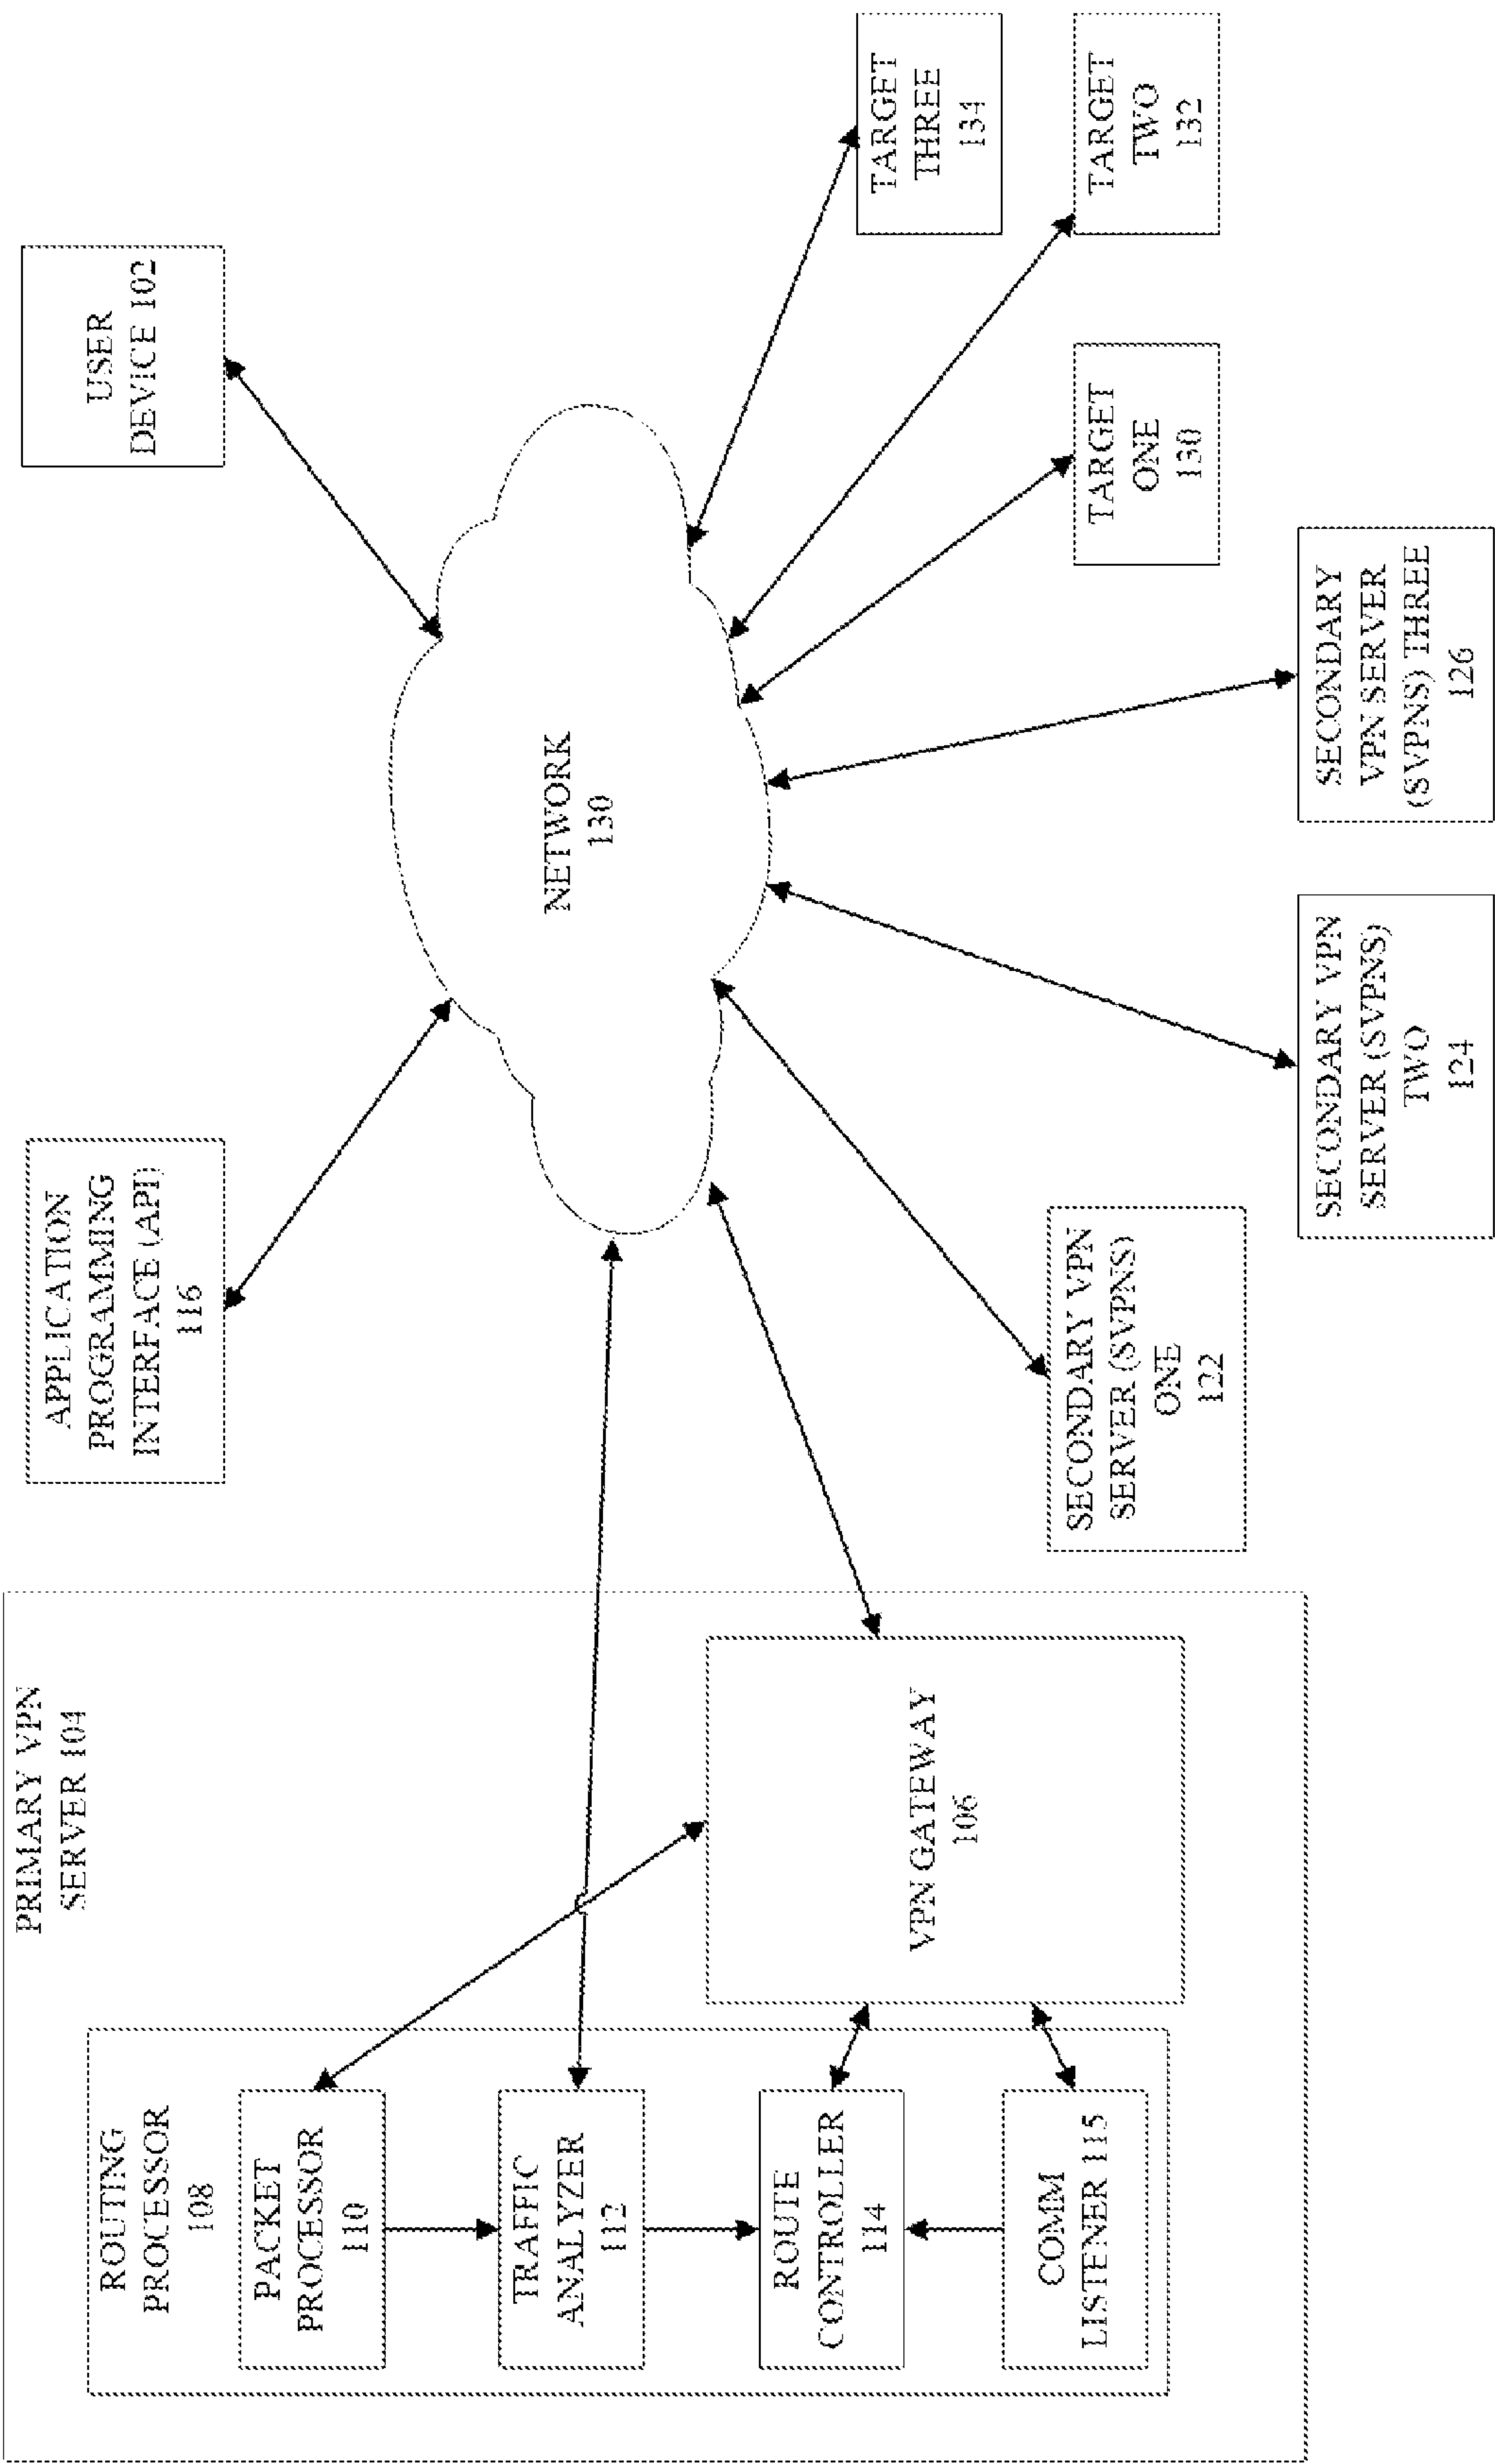 PRIMARY VPN
SERVER 104
ROUTING
PROCESSOR
108
PACKET
PROCESSOR
110
TRAFFIC
ANALYZER
112
ROUTE
CONTROLLER
114
COMM
LISTENER 115
VPN GATEWAY
106
APPLICATION
PROGRAMMING
INTERFACE (API)
116
USER
DEVICE 102
NETWORK
130
SECONDARY VPN
SERVER (SVPNS)
ONE
122
SECONDARY VPN
SERVER (SVPNS)
TWO
124
SECONDARY
VPN SERVER
(SVPNS) THREE
126
TARGET
ONE
130
TARGET
TWO
132
TARGET
THREE
134